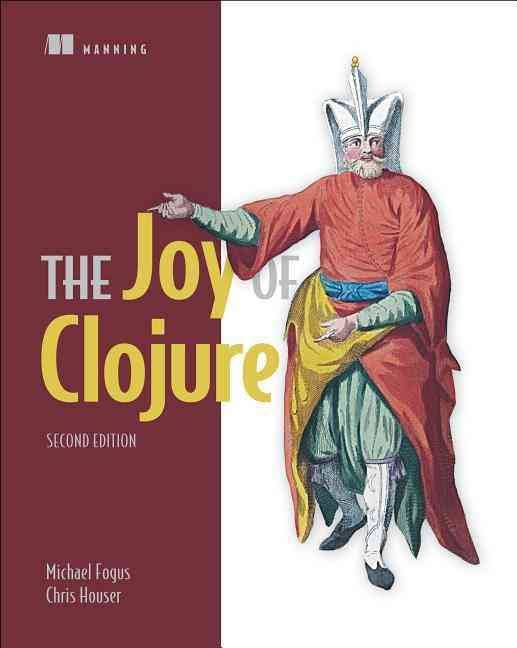 MANNING
THE Joy OF
Clojure
SECOND EDITION
Michael Fogus
Chris Houser